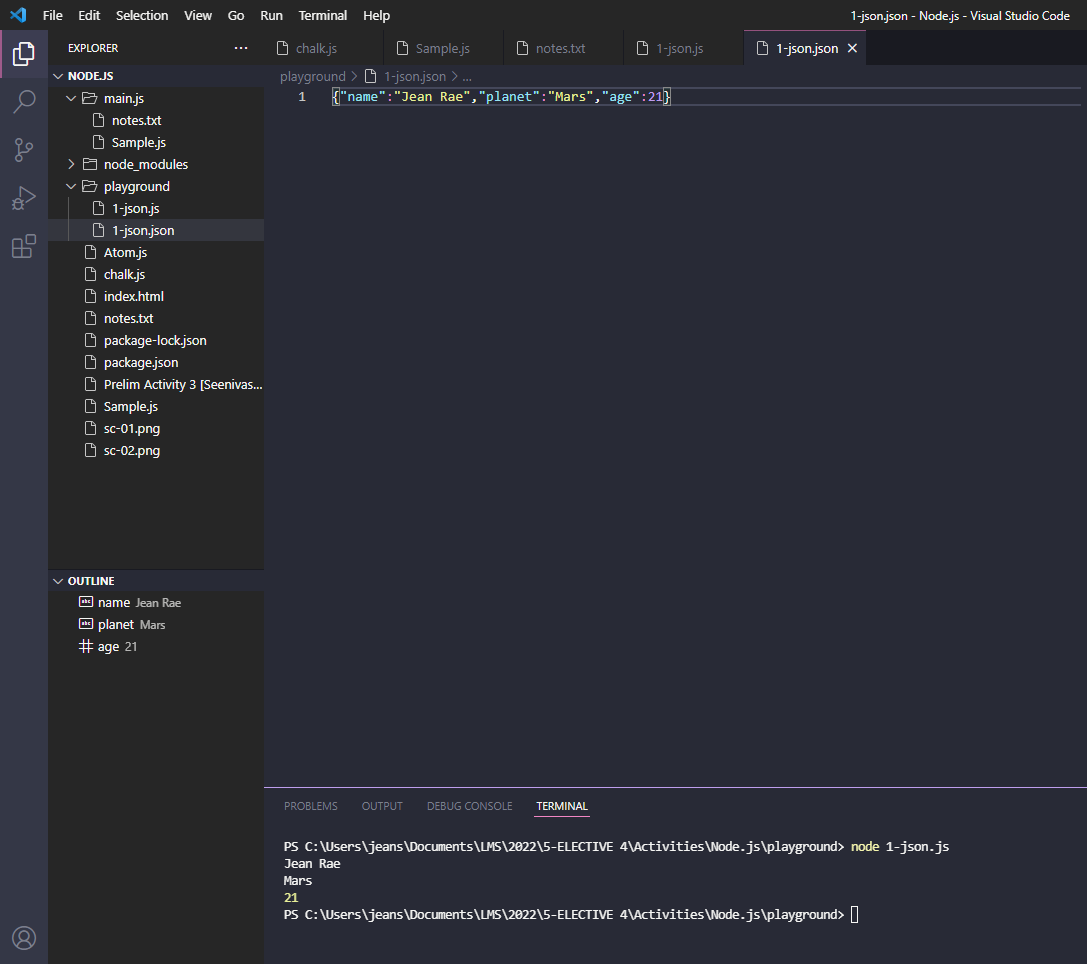 File Edit Selection View Go Run Terminal Help 1-json.json - Node.js - Visual Studio Code
EXPLORER ...
chalk.js Sample.js notes.txt 1-json.js 1-json.json
NODE.JS
main.js
notes.txt
Sample.js
node_modules
playground
1-json.js
1-json.json
Atom.js
chalk.js
index.html
notes.txt
package-lock.json
package.json
Prelim Activity 3 [Seenivas...
Sample.js
sc-01.png
sc-02.png
OUTLINE
abc name Jean Rae
abc planet Mars
age 21
playground > 1-json.json > ...
1 {"name":"Jean Rae","planet":"Mars","age":21}
PROBLEMS OUTPUT DEBUG CONSOLE TERMINAL
PS C:\Users\jeans\Documents\LMS\2022\5-ELECTIVE 4\Activities\Node.js\playground> node 1-json.js
Jean Rae
Mars
21
PS C:\Users\jeans\Documents\LMS\2022\5-ELECTIVE 4\Activities\Node.js\playground>